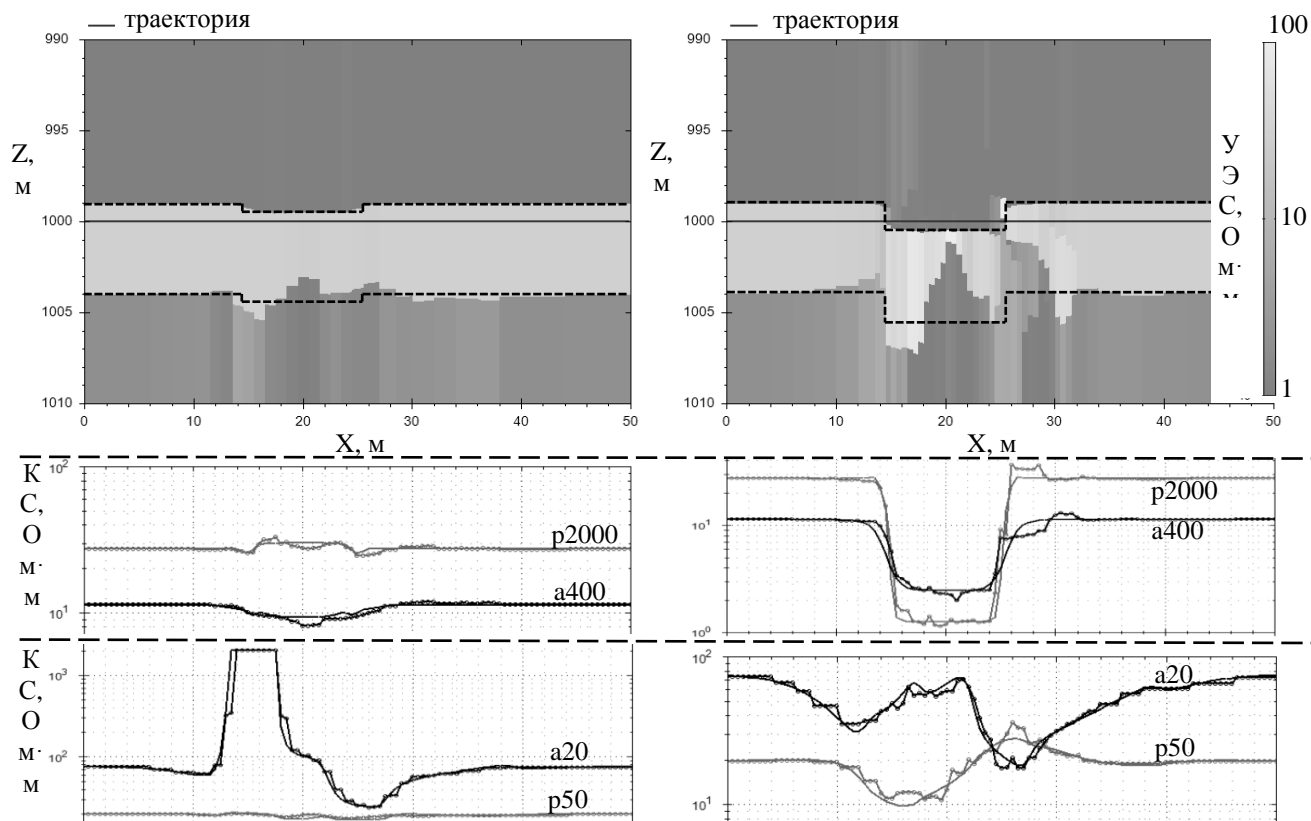 траектория
траектория
990
995
Z,
м
1000
1005
1010
0
10
20
30
40
50
X, м
990
995
Z,
м
1000
1005
1010
0
10
20
30
40
50
X, м
100
У
Э
С,
О
м·
10
1
К
С,
О
м·
м
10²
p2000
a400
10¹
p2000
10¹
a400
10⁰
К
С,
О
м·
м
10³
a20
10²
p50
10²
a20
p50
10¹